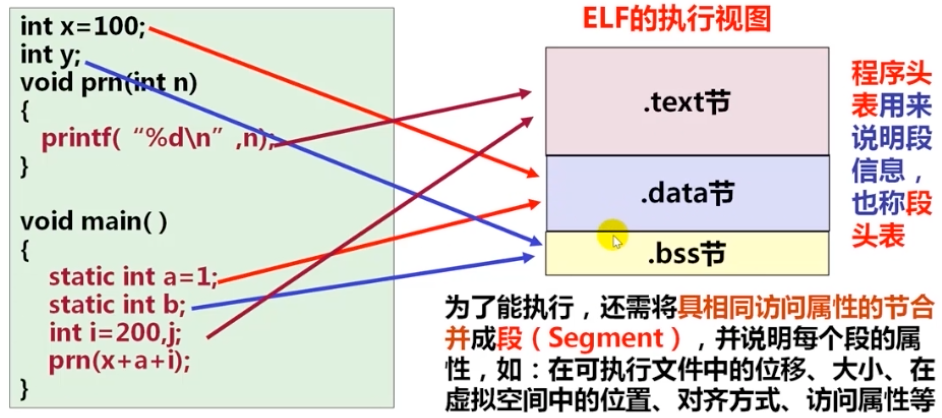 int x=100;
int y;
void prn(int n)
{
printf( “%d\n” ,n);
}
void main( )
{
static int a=1;
static int b;
int i=200,j;
prn(x+a+i);
}
ELF的执行视图
.text节
.data节
.bss节
程序头
表用来
说明段
信息，
也称段
头表
为了能执行，还需将具相同访问属性的节合
并成段（Segment），并说明每个段的属
性，如：在可执行文件中的位移、大小、在
虚拟空间中的位置、对齐方式、访问属性等